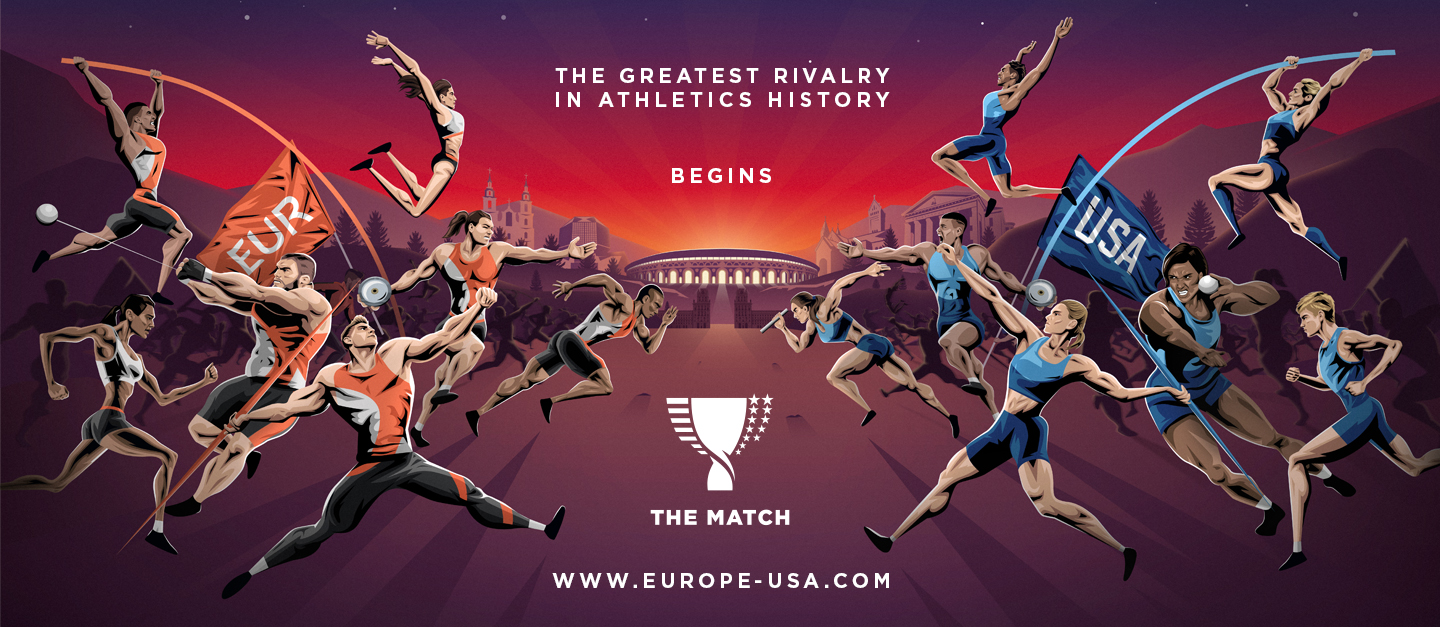 THE GREATEST RIVALRY
IN ATHLETICS HISTORY
BEGINS
EUR
USA
THE MATCH
WWW.EUROPE-USA.COM